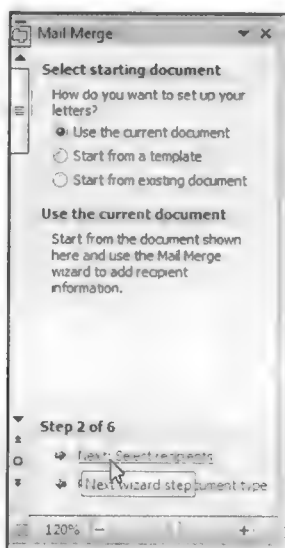 Mail Merge
Select starting document
How do you want to set up your
letters?
Use the current document
Start from a template
Start from existing document
Use the current document
Start from the document shown
here and use the Mail Merge
wizard to add recipient
information.
Step 2 of 6
Next: Select recipients
Next wizard step
cument type
120%